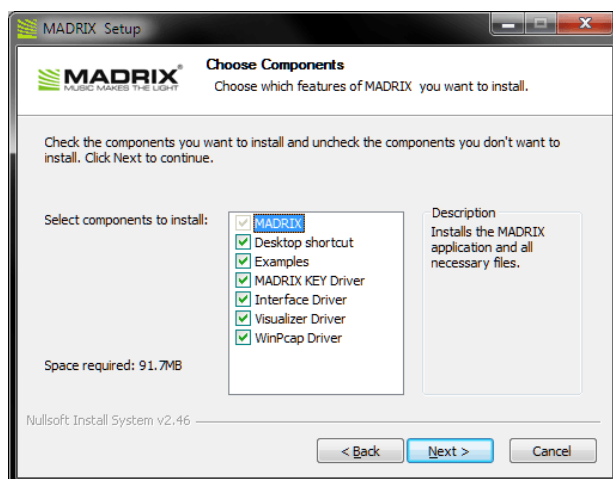 MADRIX Setup
MADRIX®
MUSIC MAKES THE LIGHT
Choose Components
Choose which features of MADRIX you want to install.
Check the components you want to install and uncheck the components you don't want to
install. Click Next to continue.
Select components to install:
MADRIX
Desktop shortcut
Examples
MADRIX KEY Driver
Interface Driver
Visualizer Driver
WinPcap Driver
Description
Installs the MADRIX
application and all
necessary files.
Space required: 91.7MB
Nullsoft Install System v2.46
< Back
Next >
Cancel